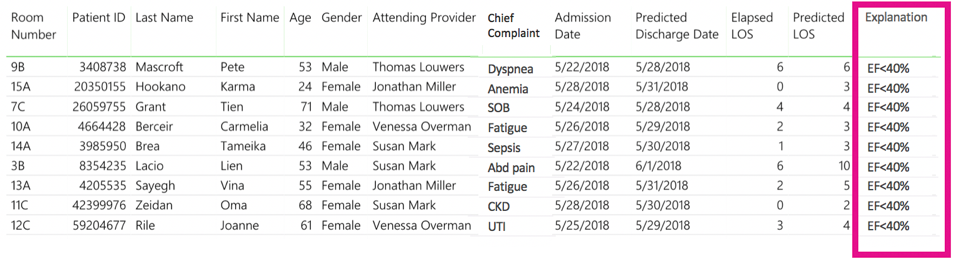 Room Number Patient ID Last Name First Name Age Gender Attending Provider Chief Complaint Admission Date Predicted Discharge Date Elapsed LOS Predicted LOS Explanation
9B 3408738 Mascroft Pete 53 Male Thomas Louwers Dyspnea 5/22/2018 5/28/2018 6 6 EF<40%
15A 20350155 Hookano Karma 24 Female Jonathan Miller Anemia 5/28/2018 5/31/2018 0 3 EF<40%
7C 26059755 Grant Tien 71 Male Thomas Louwers SOB 5/24/2018 5/28/2018 4 4 EF<40%
10A 4664428 Berceir Carmelia 32 Female Venessa Overman Fatigue 5/26/2018 5/29/2018 2 3 EF<40%
14A 3985950 Brea Tameika 46 Female Susan Mark Sepsis 5/27/2018 5/30/2018 1 3 EF<40%
3B 8354235 Lacio Lien 53 Male Susan Mark Abd pain 5/22/2018 6/1/2018 6 10 EF<40%
13A 4205535 Sayegh Vina 55 Female Jonathan Miller Fatigue 5/26/2018 5/31/2018 2 5 EF<40%
11C 42399976 Zeidan Oma 68 Female Susan Mark CKD 5/28/2018 5/30/2018 0 2 EF<40%
12C 59204677 Rile Joanne 61 Female Venessa Overman UTI 5/25/2018 5/29/2018 3 4 EF<40%